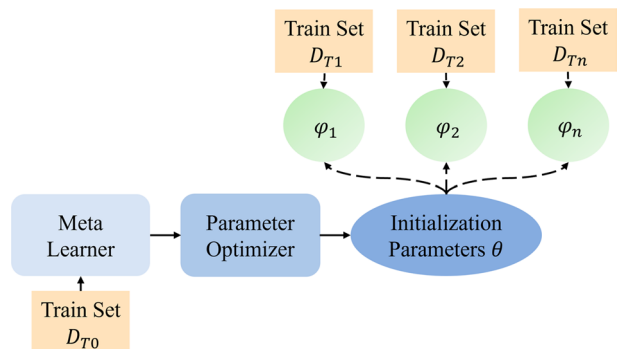 Train Set
D_{T1}
Train Set
D_{T2}
Train Set
D_{Tn}
φ_1
φ_2
φ_n
Meta
Learner
Parameter
Optimizer
Initialization
Parameters θ
Train Set
D_{T0}